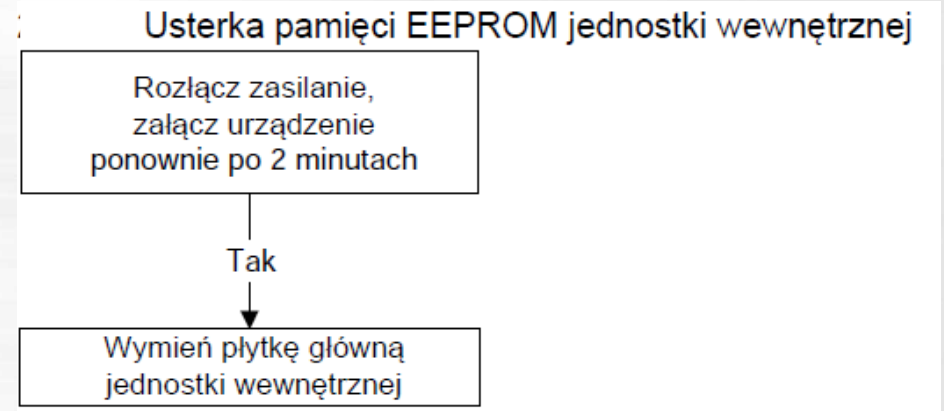 Usterka pamięci EEPROM jednostki wewnętrznej
Rozłącz zasilanie,
załącz urządzenie
ponownie po 2 minutach
Tak
Wymień płytkę główną
jednostki wewnętrznej